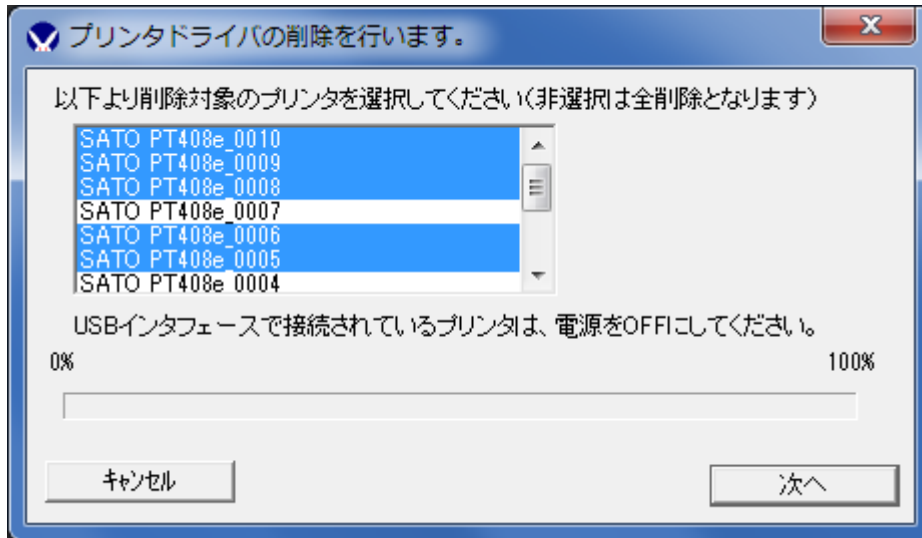 プリンタドライバの削除を行います。
以下より削除対象のプリンタを選択してください(非選択は全削除となります)
SATO PT408e_0010
SATO PT408e_0009
SATO PT408e_0008
SATO PT408e_0007
SATO PT408e_0006
SATO PT408e_0005
SATO PT408e_0004
USBインタフェースで接続されているプリンタは、電源をOFFにしてください。
0% 100%
キャンセル 次へ